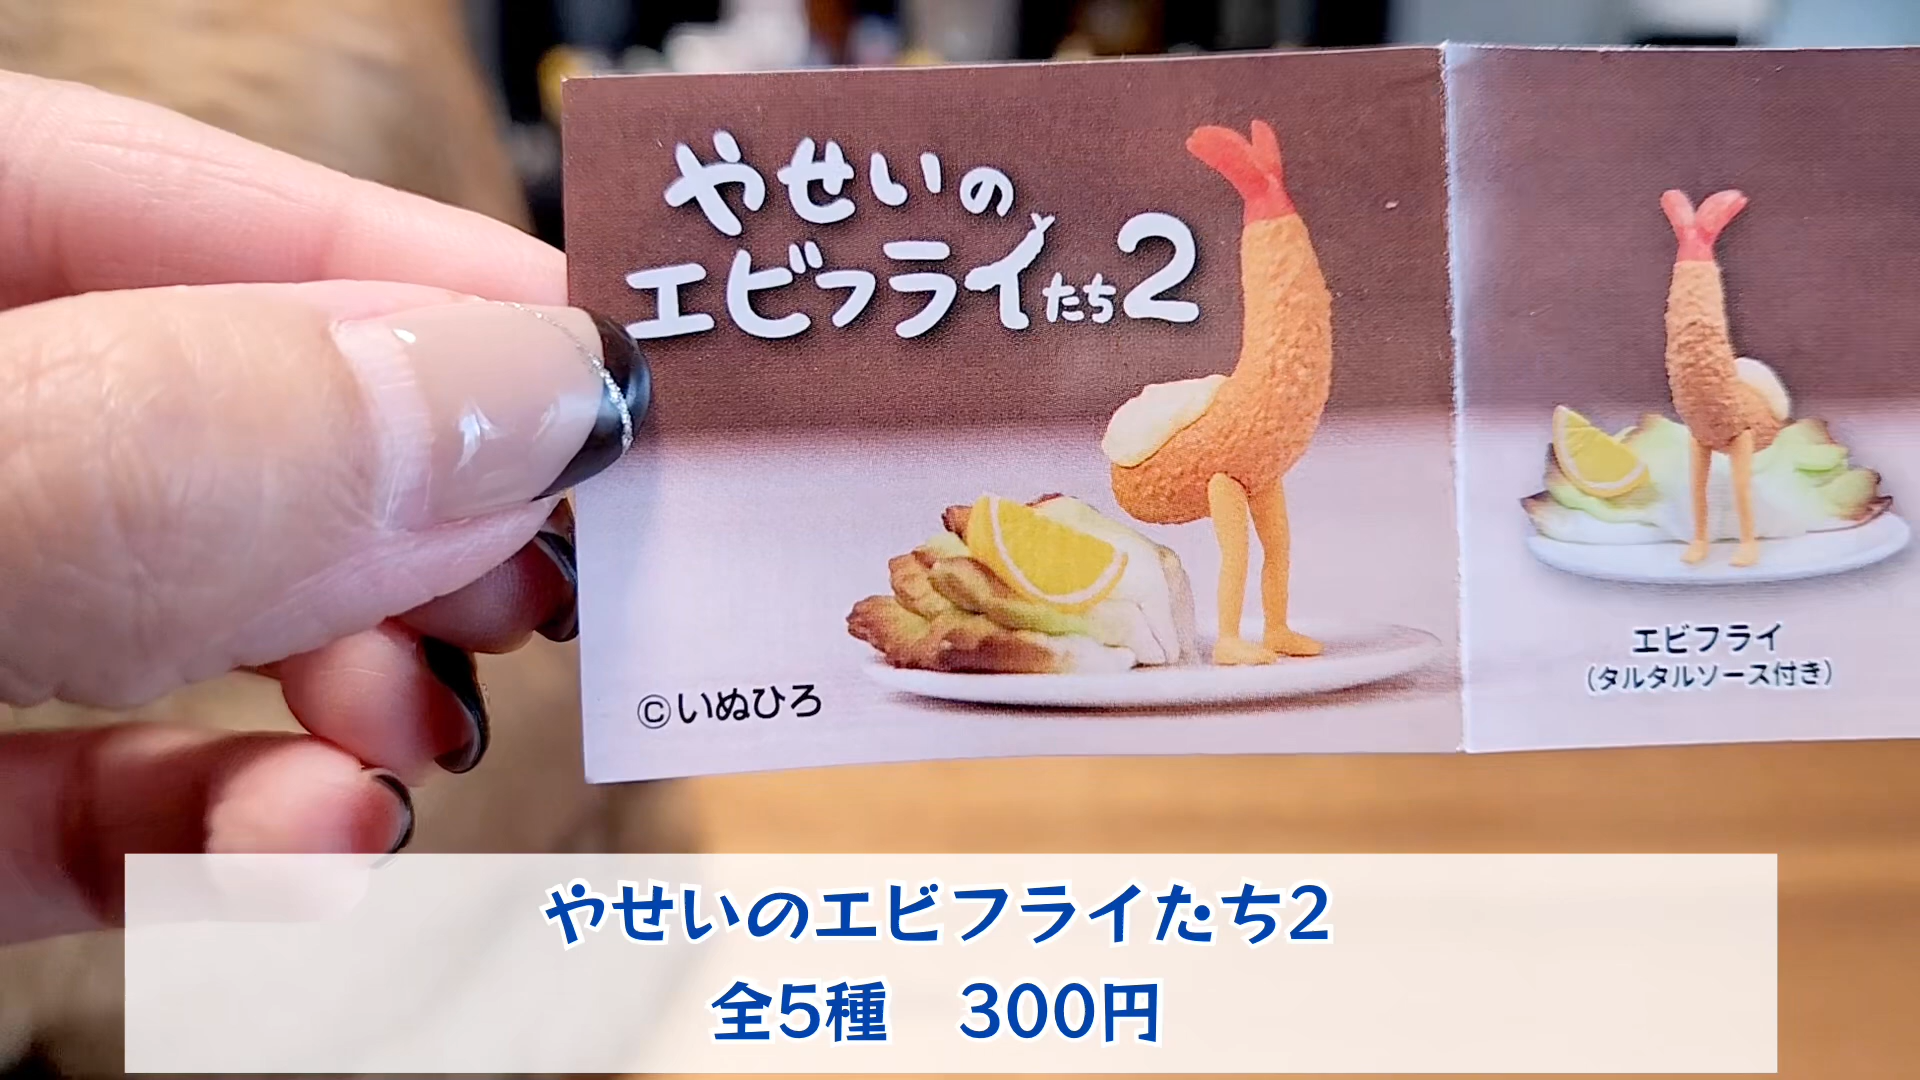 やせいの
エビフライたち2
©いぬひろ
エビフライ
(タルタルソース付き)
やせいのエビフライたち2
全5種　300円